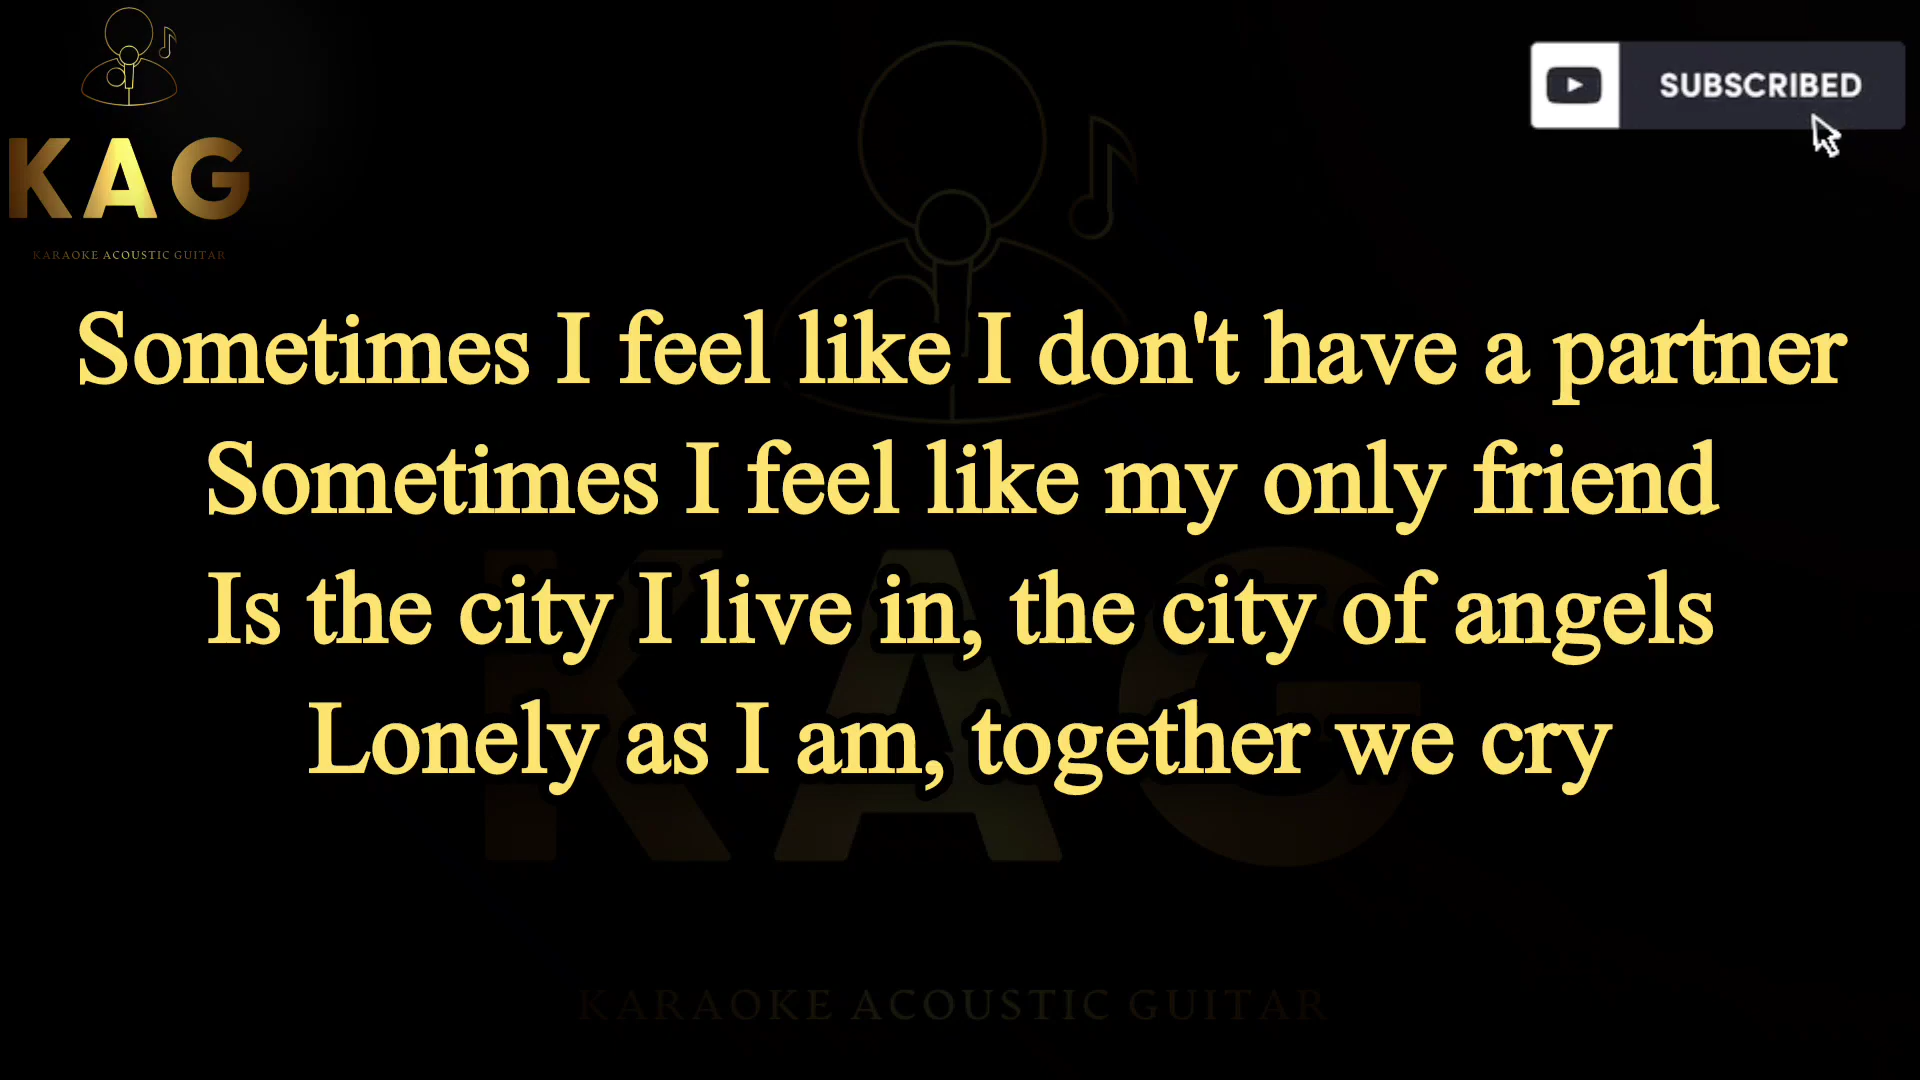 KAG
KARAOKE ACOUSTIC GUITAR
SUBSCRIBED
Sometimes I feel like I don't have a partner
Sometimes I feel like my only friend
Is the city I live in, the city of angels
Lonely as I am, together we cry
KAG
KARAOKE ACOUSTIC GUITAR